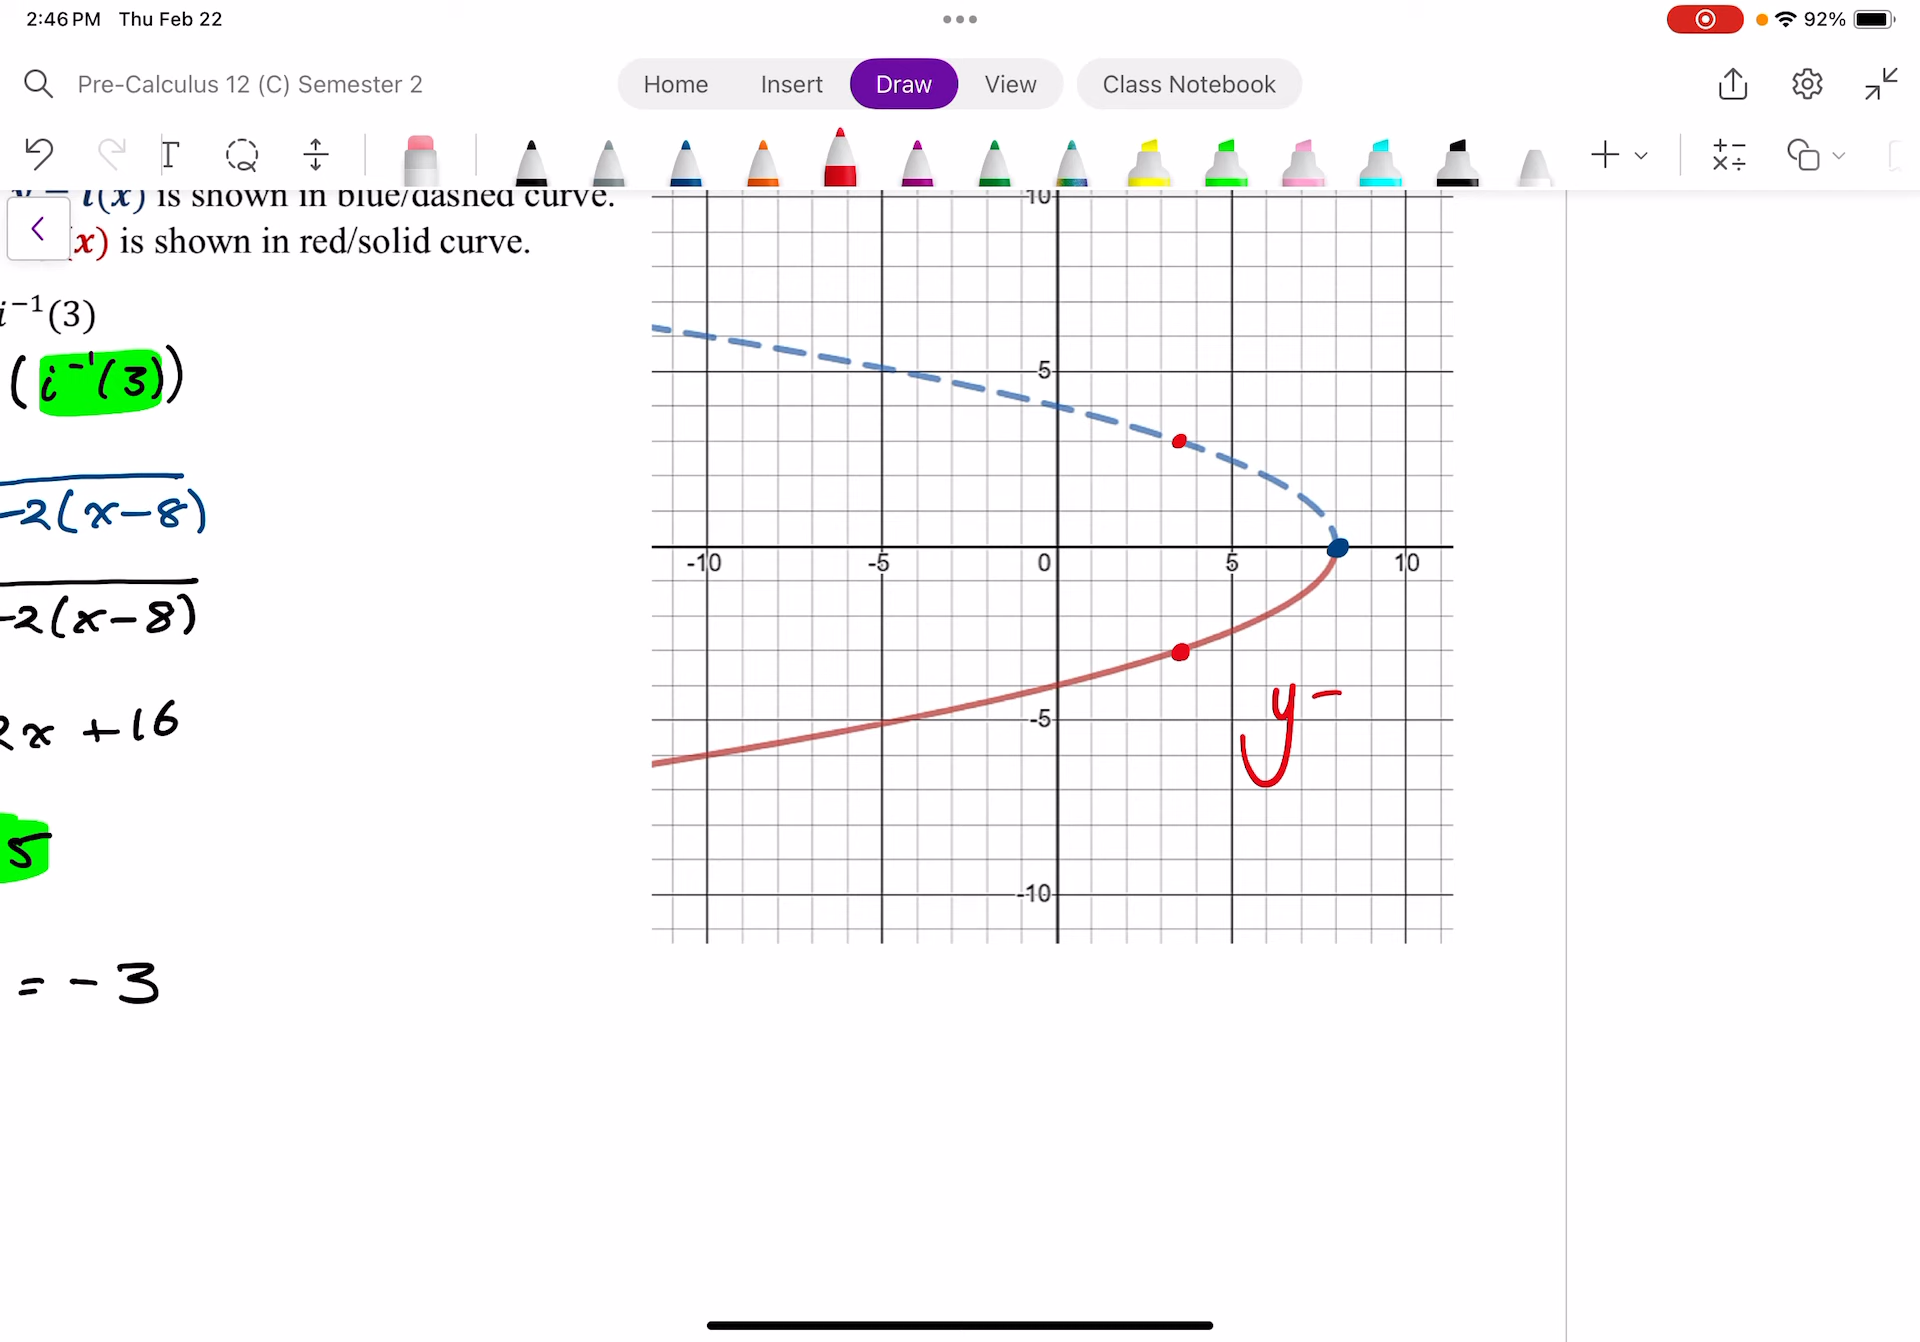 2:46 PM Thu Feb 22
92%
Pre-Calculus 12 (C) Semester 2
Home Insert Draw View Class Notebook
(x) is shown in blue/dashed curve.
x) is shown in red/solid curve.
i⁻¹(3)
(i⁻¹(3))
-2(x-8)
-2(x-8)
2x +16
5
= -3
10
5
-10 -5 0 5 10
-5
-10
y -